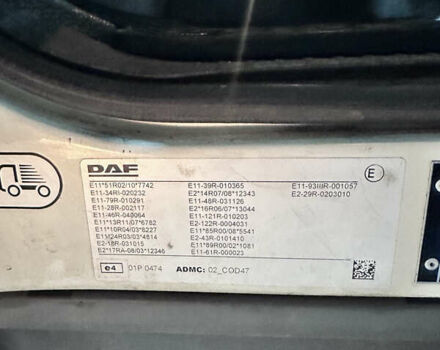 DAF
E11*51R02/10*7742
E11-34RI-020232
E11-79R-010291
E11-28R-002117
E11-46R-040064
E11*13R11/07*6782
E11*10R04/03*8227
E11*24R03/03*4814
E2-18R-031015
E2*17RA-08/03*12346
E11-39R-010365
E2*14R07/08*12343
E11-48R-031126
E2*16R06/07*13044
E11-121R-010203
E2-122R-0004031
E11*85R00/08*5541
E2-43R-0101410
E11*89R00/02*1081
E11-61R-000023
E11-93IIIR-001057
E2-29R-0203010
E
e4 01P 0474 ADMC: 02_COD47